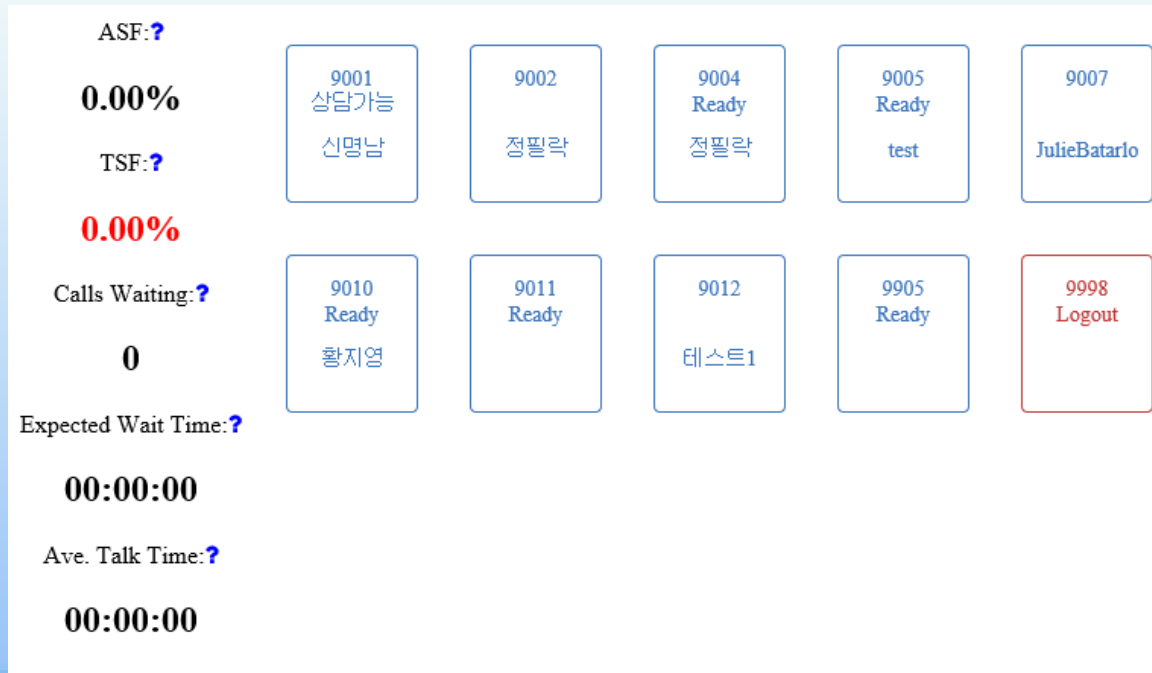 ASF:?
0.00%
TSF:?
0.00%
Calls Waiting:?
0
Expected Wait Time:?
00:00:00
Ave. Talk Time:?
00:00:00
9001
상담가능
신명남
9002
정필락
9004
Ready
정필락
9005
Ready
test
9007
JulieBatarlo
9010
Ready
황지영
9011
Ready
9012
테스트1
9905
Ready
9998
Logout